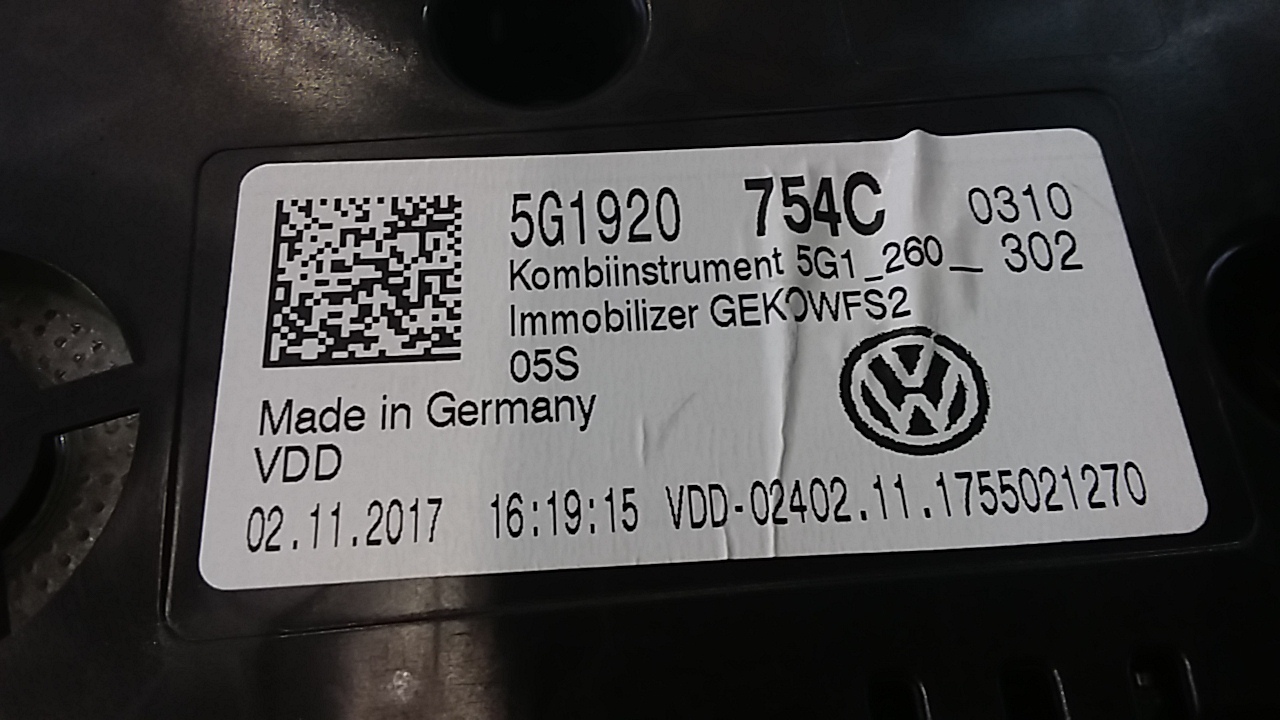 5G1920 754C 0310
Kombiinstrument 5G1_260_ 302
Immobilizer GEKOWFS2
05S
Made in Germany
VDD
02.11.2017 16:19:15 VDD-02402.11.1755021270